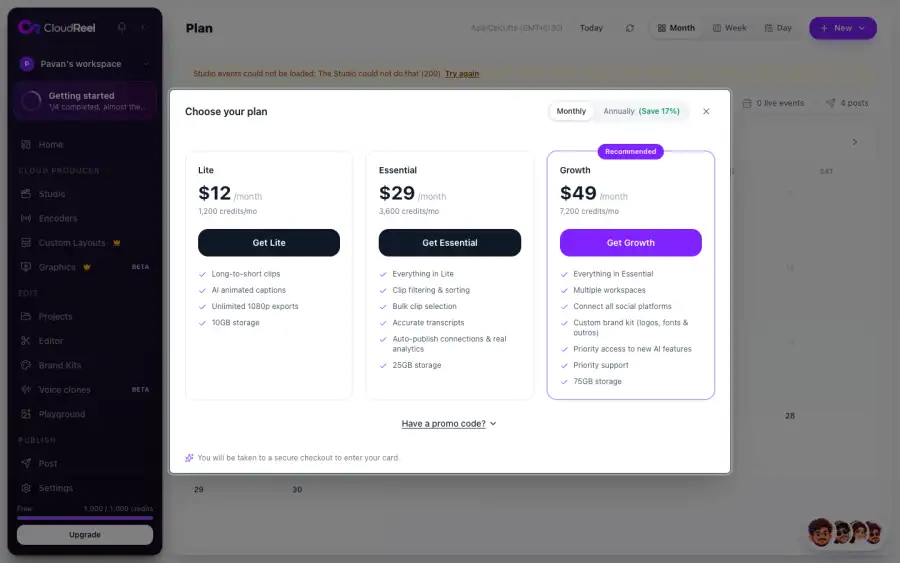 CloudReel
Pavan's workspace
Getting started
1/4 completed, almost the...
Home
CLOUD PRODUCER
Studio
Encoders
Custom Layouts
Graphics BETA
EDIT
Projects
Editor
Brand Kits
Voice clones BETA
Playground
PUBLISH
Post
Settings
Free 1,000 / 1,000 credits
Upgrade
Plan
Asia/Calcutta (GMT+5:30) Today Month Week Day + New
Studio events could not be loaded: The Studio could not do that (200) Try again
0 live events 4 posts
SAT
28
29 30
Choose your plan
Monthly Annually (Save 17%)
Lite
$12 /month
1,200 credits/mo
Get Lite
Long-to-short clips
AI animated captions
Unlimited 1080p exports
10GB storage
Essential
$29 /month
3,600 credits/mo
Get Essential
Everything in Lite
Clip filtering & sorting
Bulk clip selection
Accurate transcripts
Auto-publish connections & real
analytics
25GB storage
Recommended
Growth
$49 /month
7,200 credits/mo
Get Growth
Everything in Essential
Multiple workspaces
Connect all social platforms
Custom brand kit (logos, fonts &
outros)
Priority access to new AI features
Priority support
75GB storage
Have a promo code?
You will be taken to a secure checkout to enter your card.